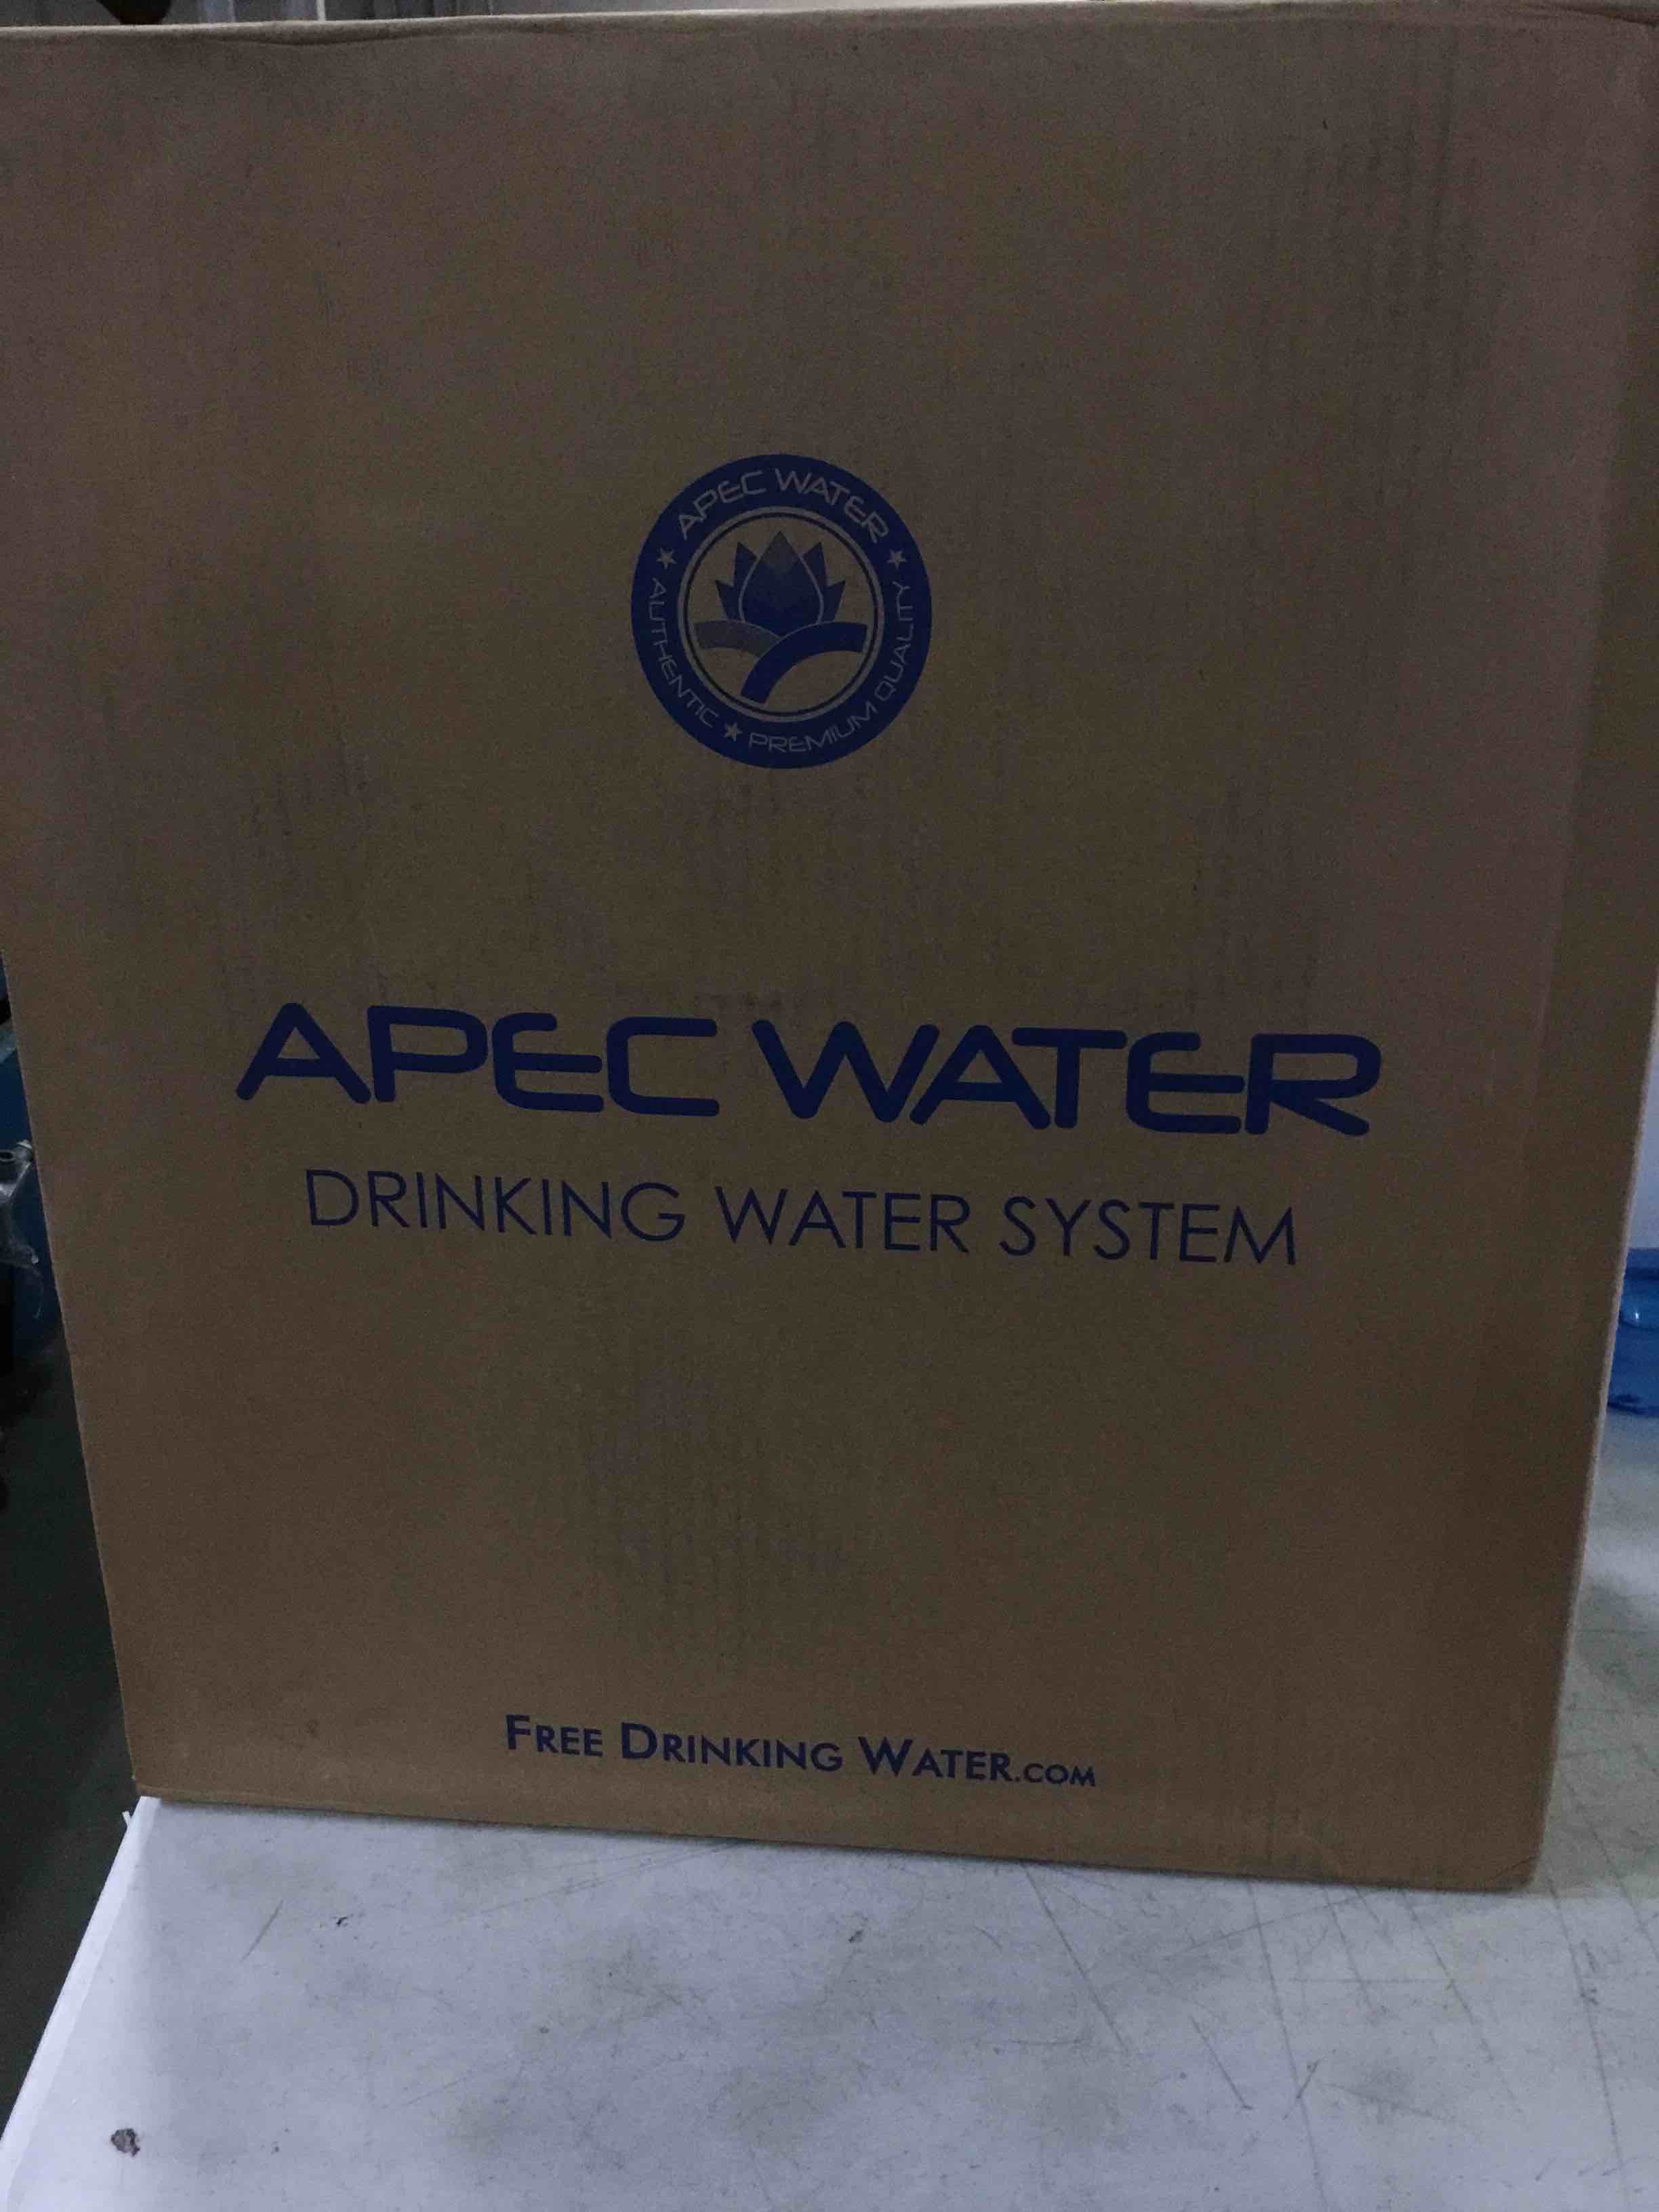 APEC WATER
★ AUTHENTIC ★ PREMIUM QUALITY ★
APEC WATER
DRINKING WATER SYSTEM
FREE DRINKING WATER.COM